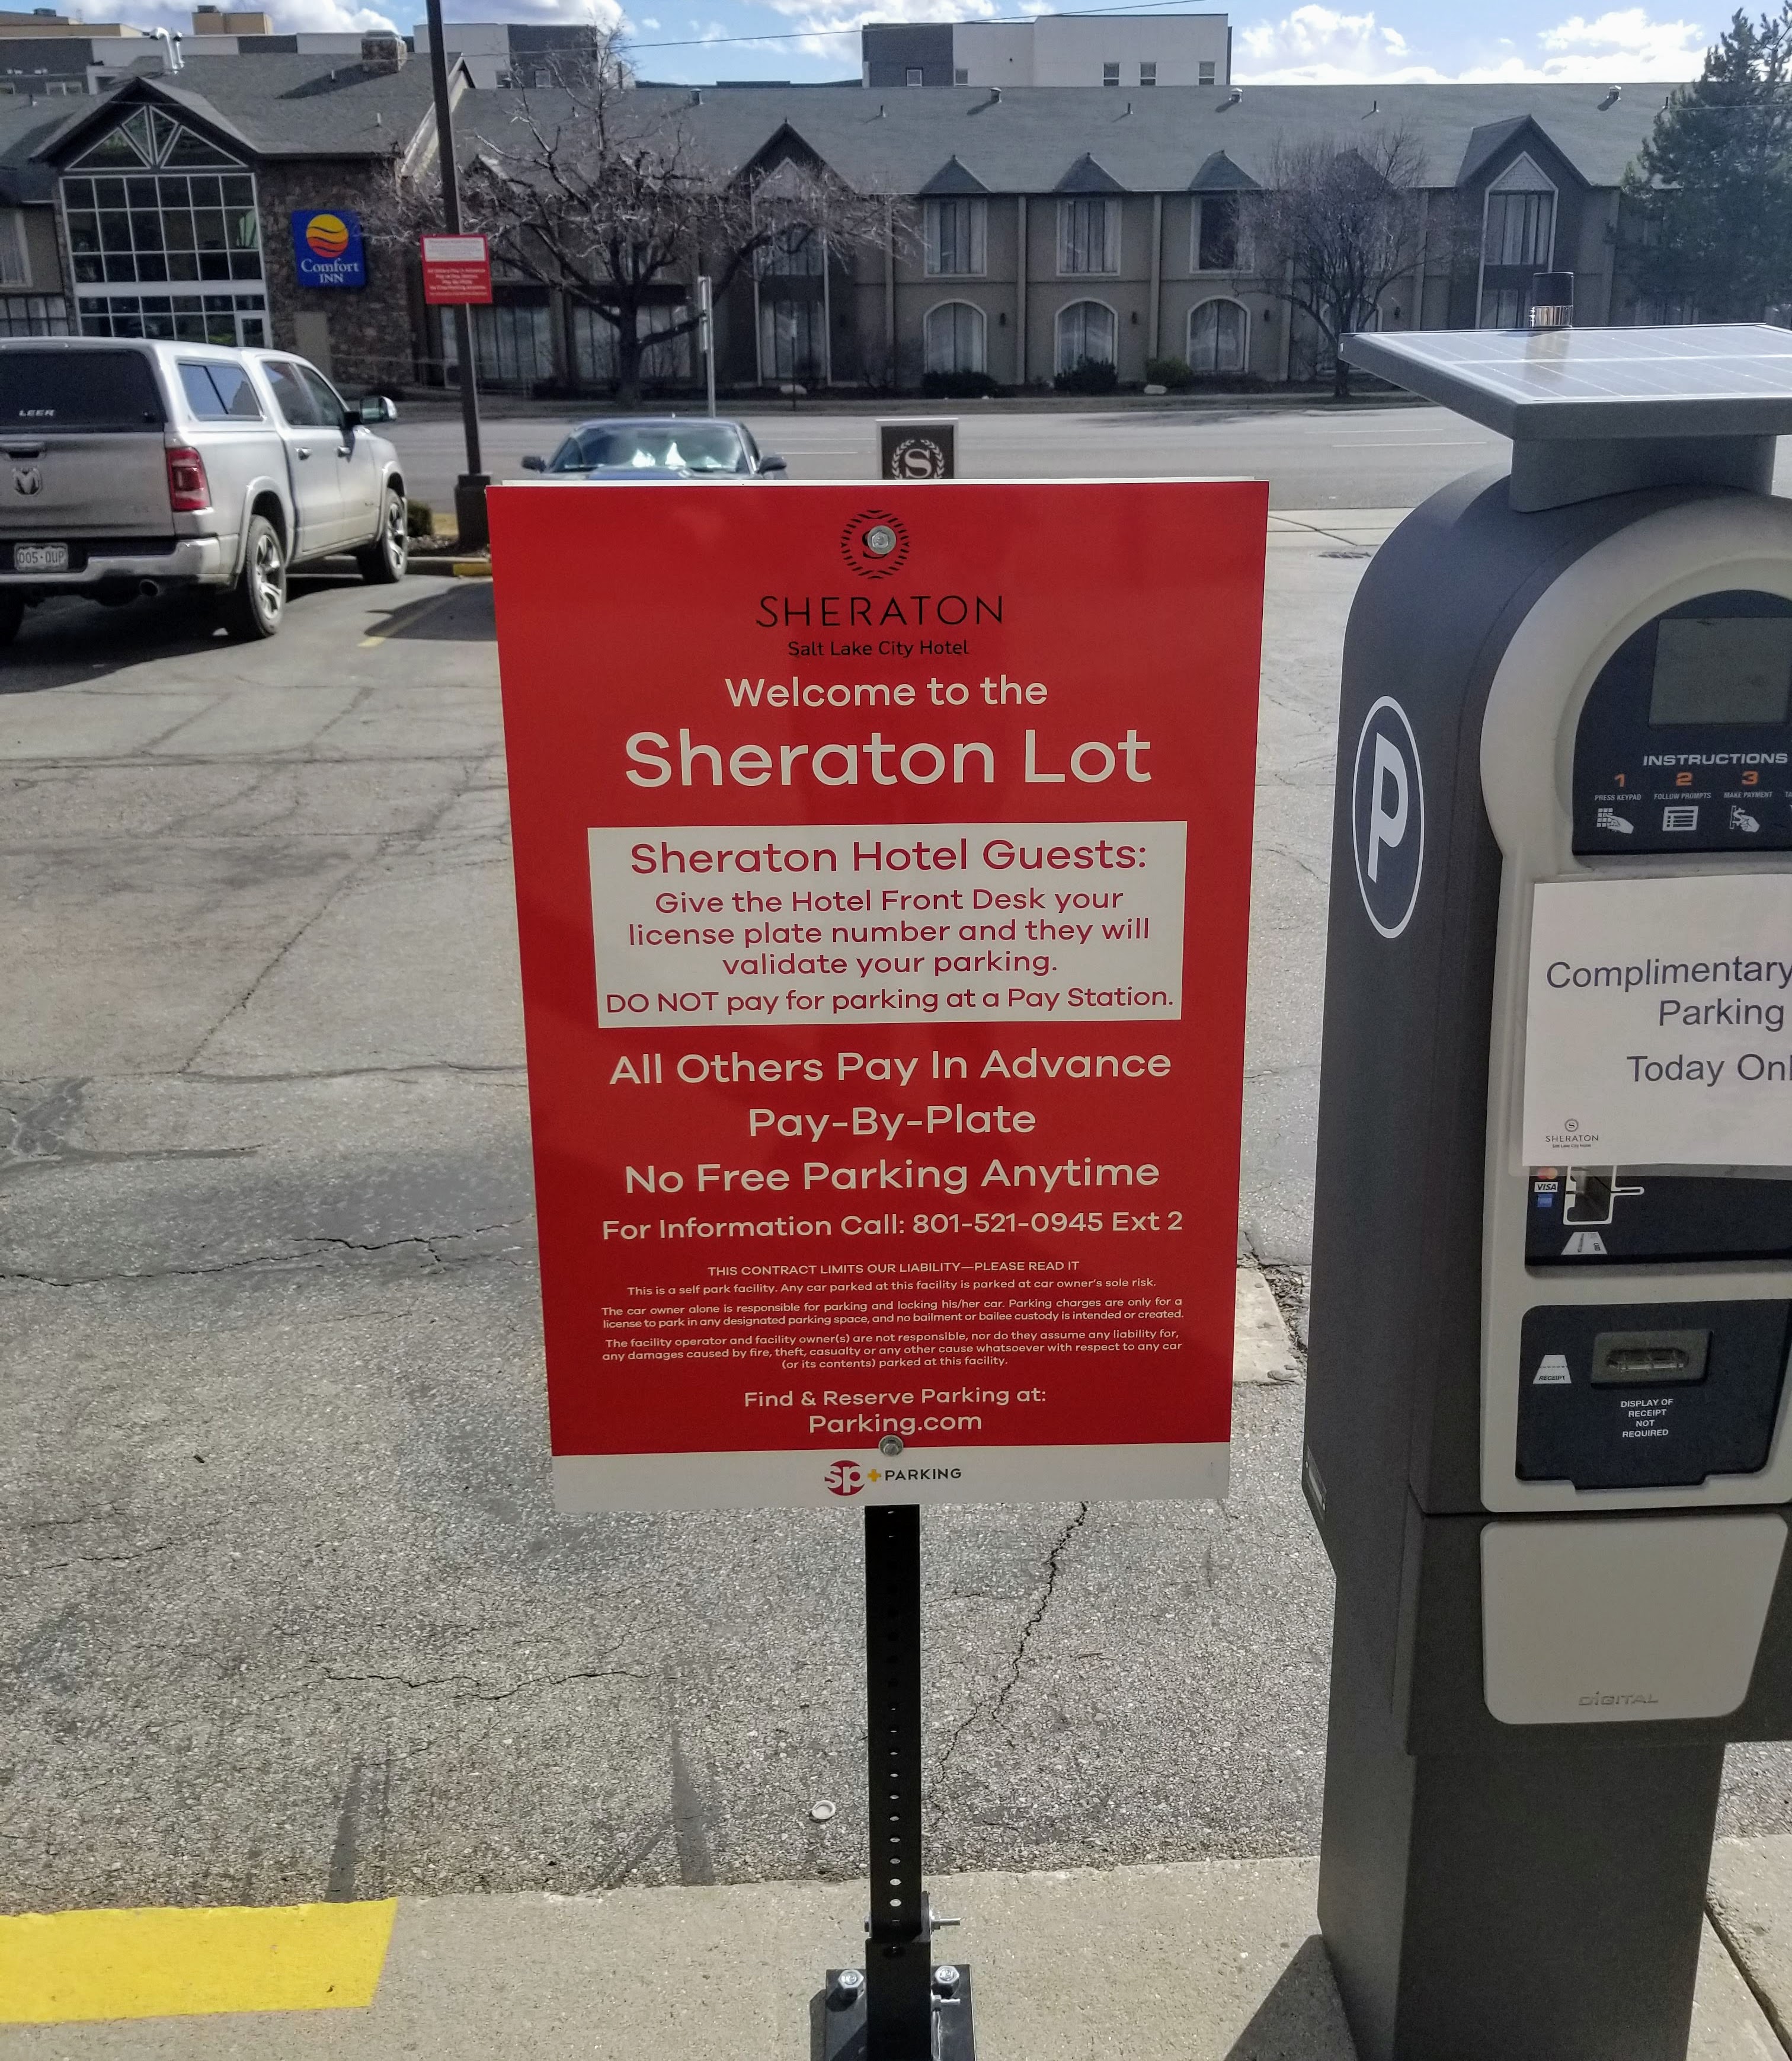 Comfort
INN
LEER
005-0UP
S
SHERATON
Salt Lake City Hotel
Welcome to the
Sheraton Lot
Sheraton Hotel Guests:
Give the Hotel Front Desk your
license plate number and they will
validate your parking.
DO NOT pay for parking at a Pay Station.
All Others Pay In Advance
Pay-By-Plate
No Free Parking Anytime
For Information Call: 801-521-0945 Ext 2
THIS CONTRACT LIMITS OUR LIABILITY—PLEASE READ IT
This is a self park facility. Any car parked at this facility is parked at car owner's sole risk.
The car owner alone is responsible for parking and locking his/her car. Parking charges are only for a
license to park in any designated parking space, and no bailment or bailee custody is intended or created.
The facility operator and facility owner(s) are not responsible, nor do they assume any liability for,
any damages caused by fire, theft, casualty or any other cause whatsoever with respect to any car
(or its contents) parked at this facility.
Find & Reserve Parking at:
Parking.com
sp+ PARKING
P
INSTRUCTIONS
1 2 3
PRESS KEYPAD FOLLOW PROMPTS MAKE PAYMENT
Complimentary
Parking
Today
SHERATON
Salt Lake City Hotel
VISA
RECEIPT
DISPLAY OF
RECEIPT
NOT
REQUIRED
DIGITAL